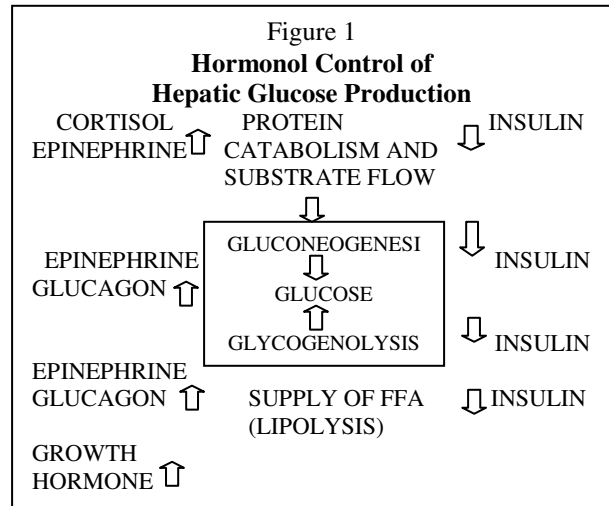 Figure 1
Hormonol Control of
Hepatic Glucose Production
CORTISOL PROTEIN INSULIN
EPINEPHRINE CATABOLISM AND
SUBSTRATE FLOW
GLUCONEOGENESI
EPINEPHRINE INSULIN
GLUCAGON GLUCOSE
GLYCOGENOLYSIS INSULIN
EPINEPHRINE
GLUCAGON SUPPLY OF FFA INSULIN
(LIPOLYSIS)
GROWTH
HORMONE